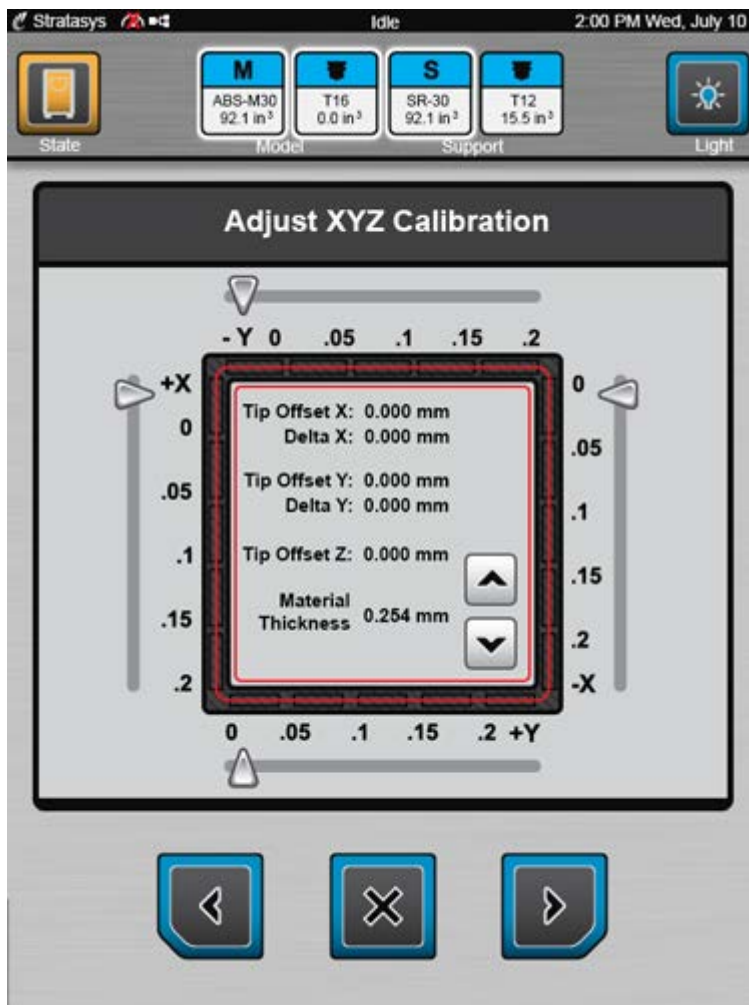 Stratasys Idle 2:00 PM Wed, July 10
M S
ABS-M30 T16 SR-30 T12
92.1 in³ 0.0 in³ 92.1 in³ 15.5 in³
State Model Support Light
Adjust XYZ Calibration
- Y 0 .05 .1 .15 .2
+X
0
.05
.1
.15
.2
Tip Offset X: 0.000 mm
Delta X: 0.000 mm
Tip Offset Y: 0.000 mm
Delta Y: 0.000 mm
Tip Offset Z: 0.000 mm
Material
Thickness 0.254 mm
0
.05
.1
.15
.2
-X
0 .05 .1 .15 .2 +Y